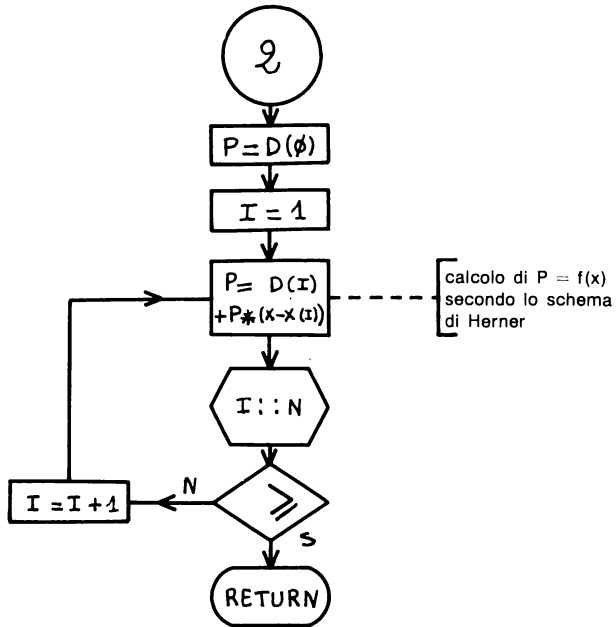 2
P = D(ϕ)
I = 1
P = D(I)
+P*(X-X(I))
calcolo di P = f(x)
secondo lo schema
di Herner
I :: N
N
≥
I = I + 1
S
RETURN